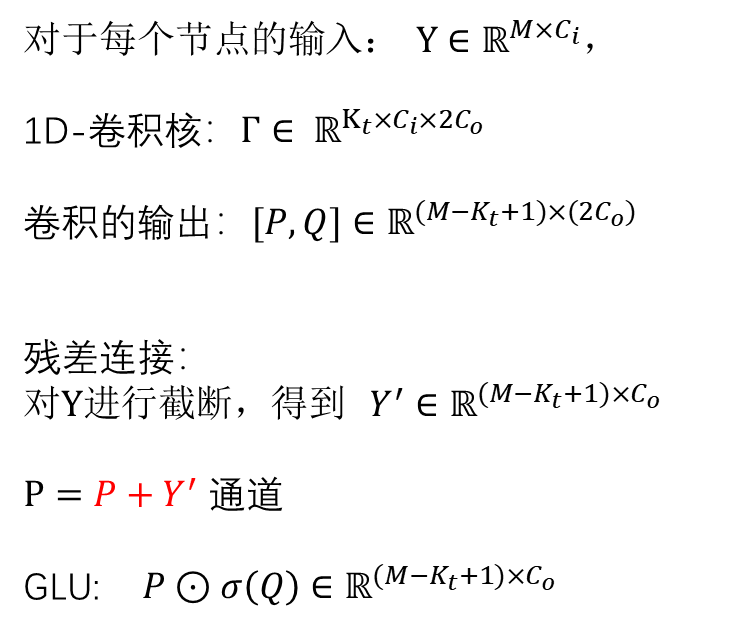 对于每个节点的输入： Y ∈ ℝ^{M×C_i}，
1D-卷积核：Γ ∈ ℝ^{K_t×C_i×2C_o}
卷积的输出：[P, Q] ∈ ℝ^{(M−K_t+1)×(2C_o)}
残差连接：
对Y进行截断，得到 Y′ ∈ ℝ^{(M−K_t+1)×C_o}
P = P + Y′ 通道
GLU: P ⊙ σ(Q) ∈ ℝ^{(M−K_t+1)×C_o}